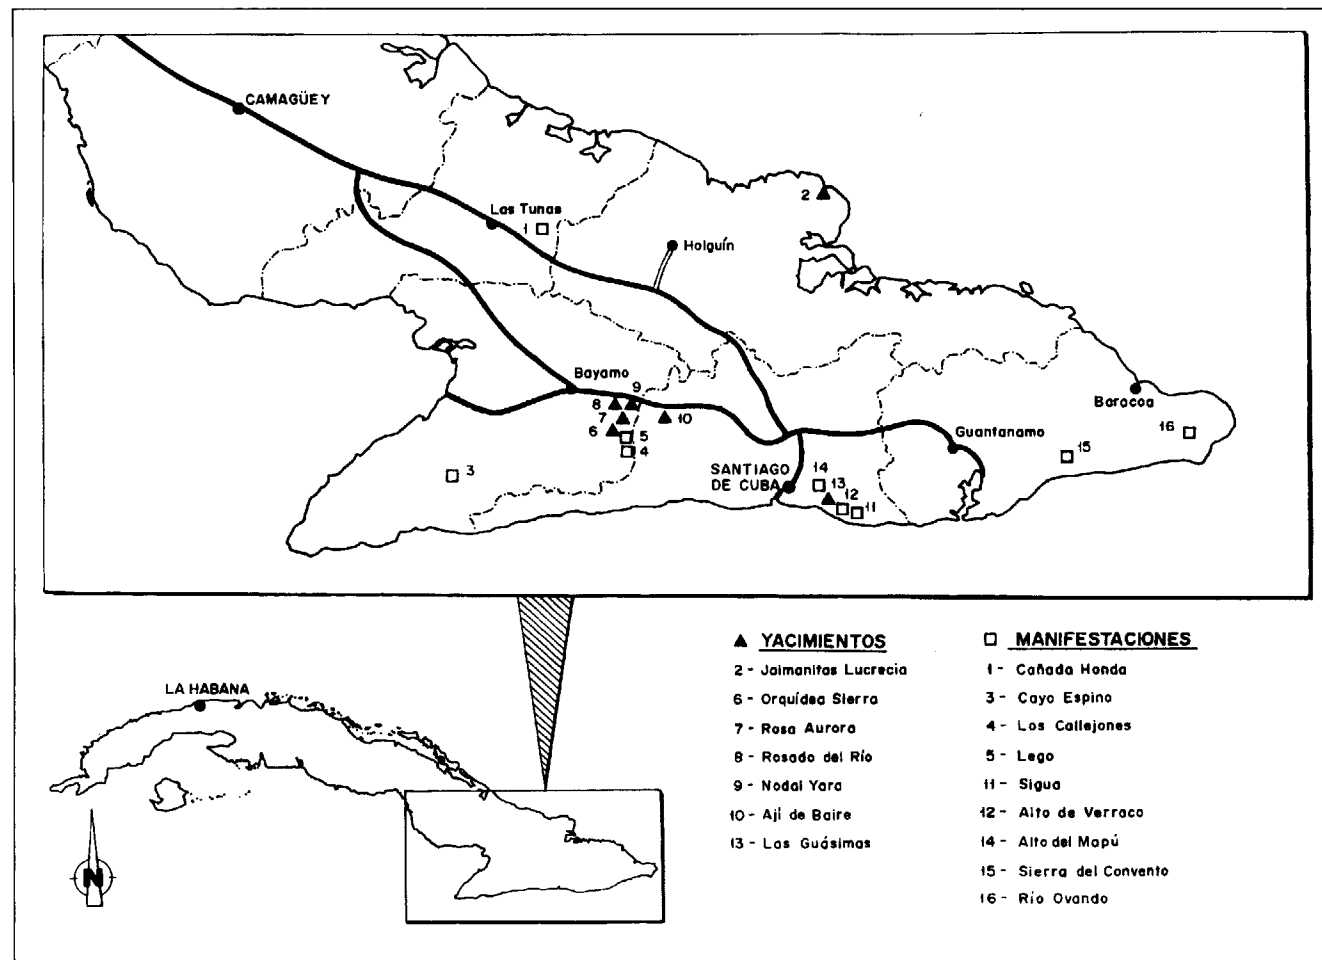 CAMAGÜEY
2
Las Tunas
1
Holguín
Bayamo
9
8
7
10
6
5
4
3
Baracoa
16
Guantanamo
15
SANTIAGO
DE CUBA
14
13
12
11
LA HABANA
N
▲ YACIMIENTOS
2 - Jaimanitas Lucrecia
6 - Orquídea Sierra
7 - Rosa Aurora
8 - Rosado del Río
9 - Nodal Yara
10 - Ají de Baire
13 - Las Guásimas
□ MANIFESTACIONES
1 - Cañada Honda
3 - Cayo Espino
4 - Los Callejones
5 - Lego
11 - Sigua
12 - Alto de Verraco
14 - Alto del Mapú
15 - Sierra del Convento
16 - Río Ovando